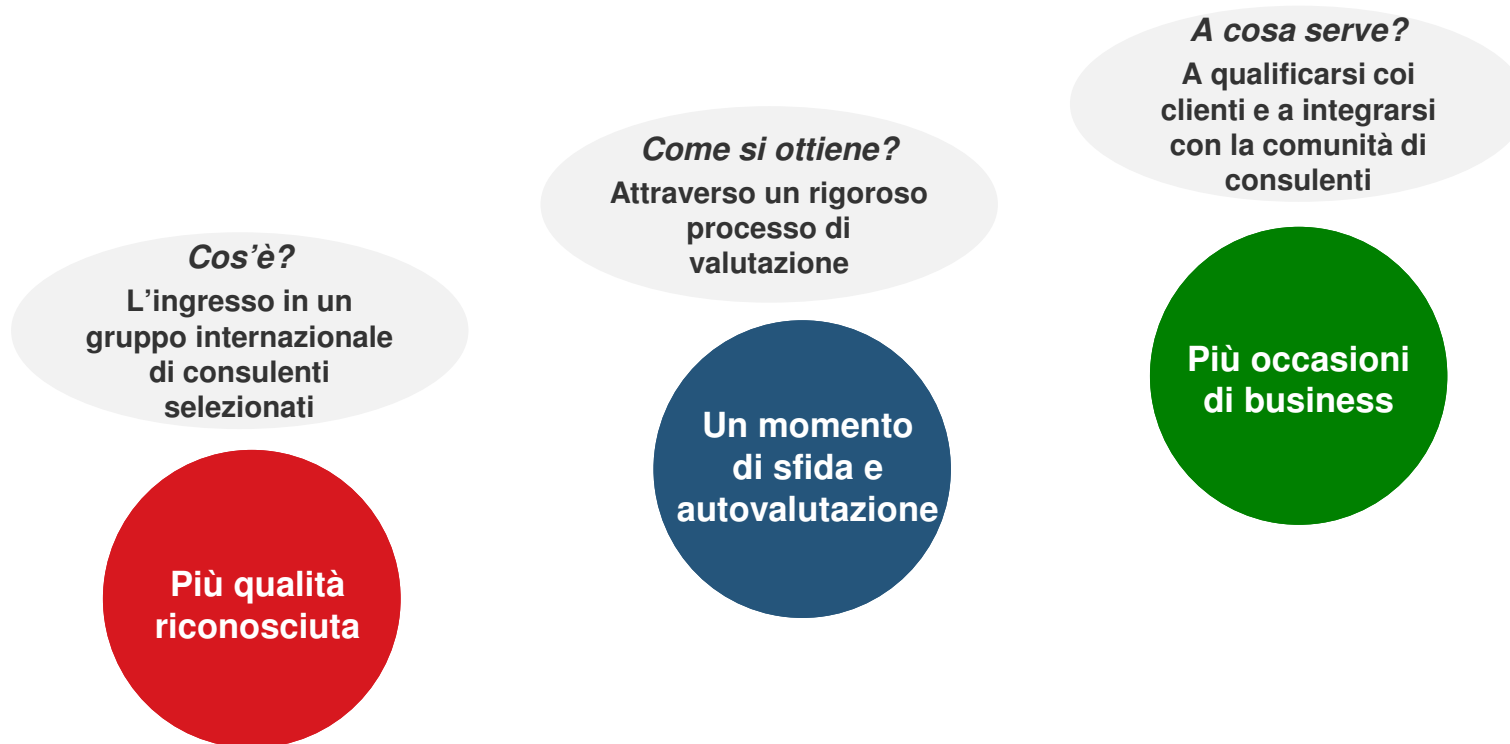 Cos’è?
L’ingresso in un
gruppo internazionale
di consulenti
selezionati
Più qualità
riconosciuta
Come si ottiene?
Attraverso un rigoroso
processo di
valutazione
Un momento
di sfida e
autovalutazione
A cosa serve?
A qualificarsi coi
clienti e a integrarsi
con la comunità di
consulenti
Più occasioni
di business